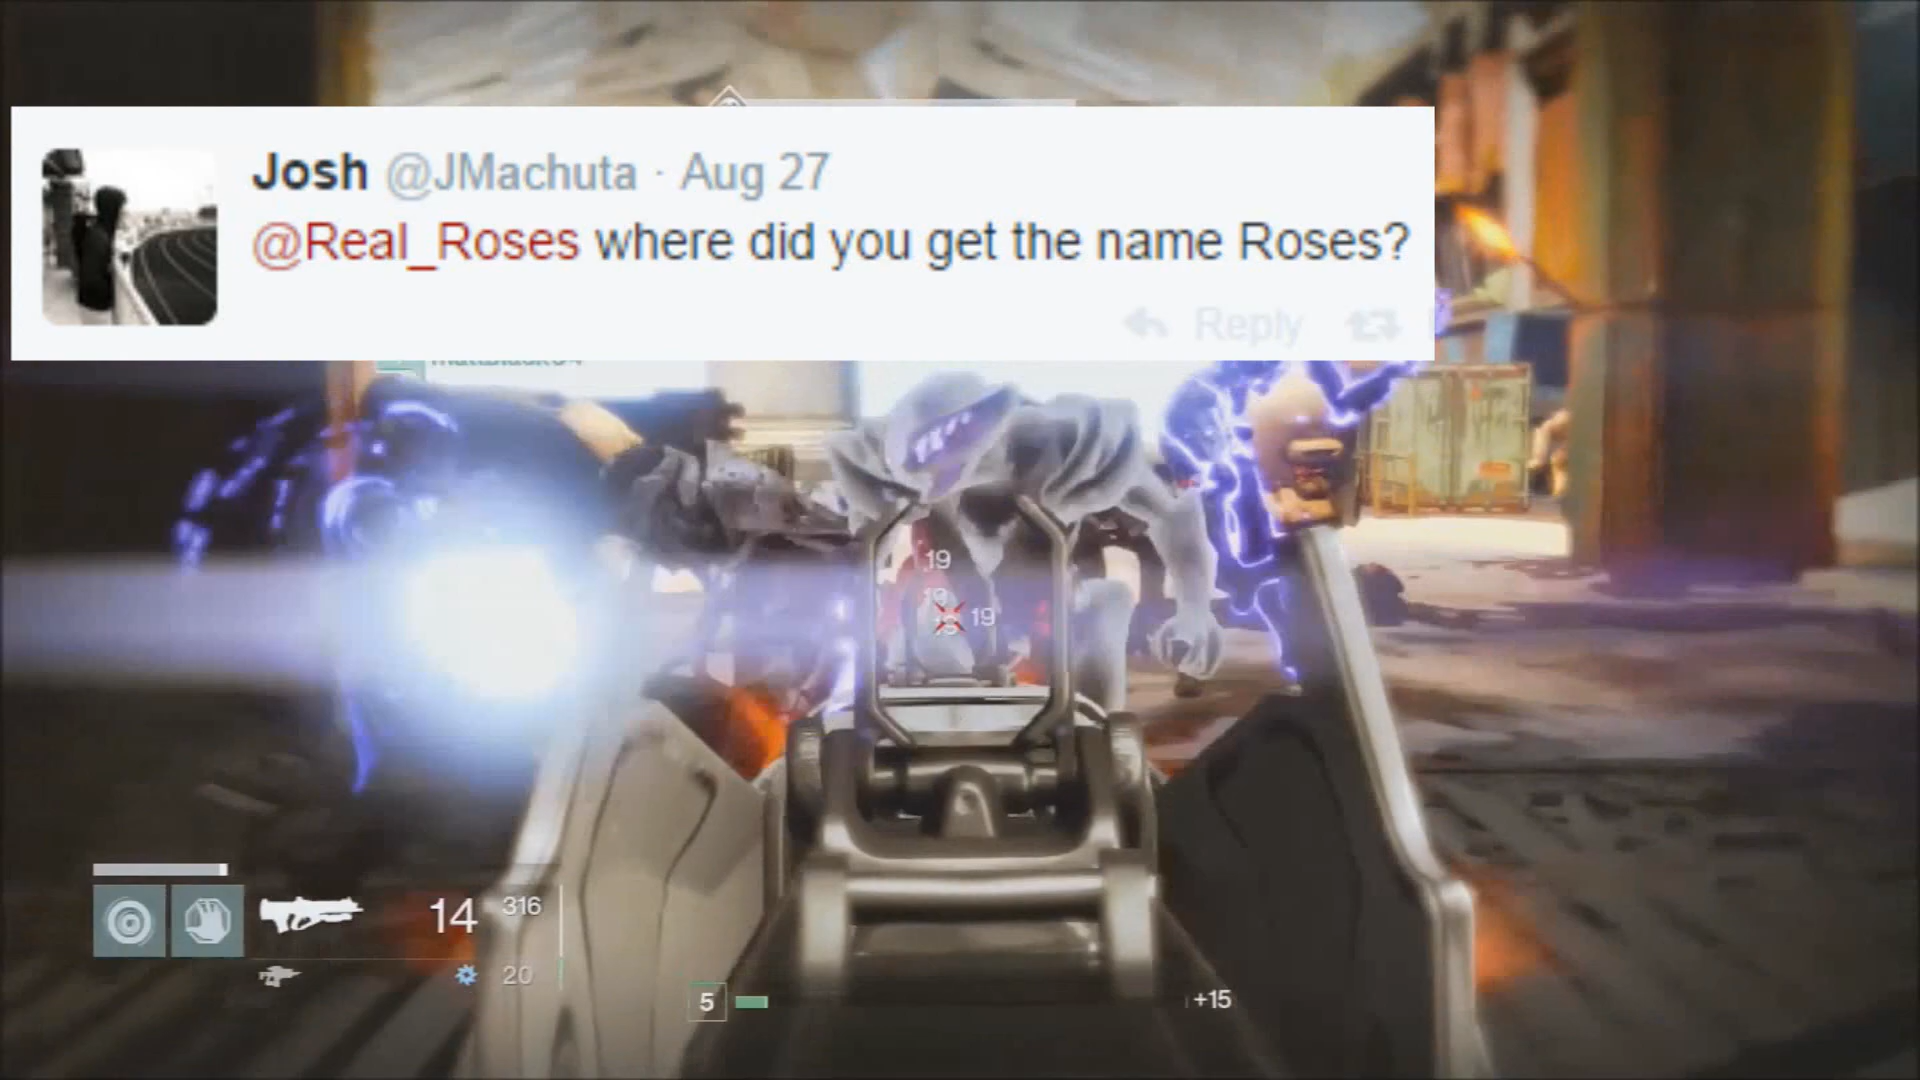 Josh @JMachuta · Aug 27
@Real_Roses where did you get the name Roses?
Reply
19
19
19
14 316
20
5
+15